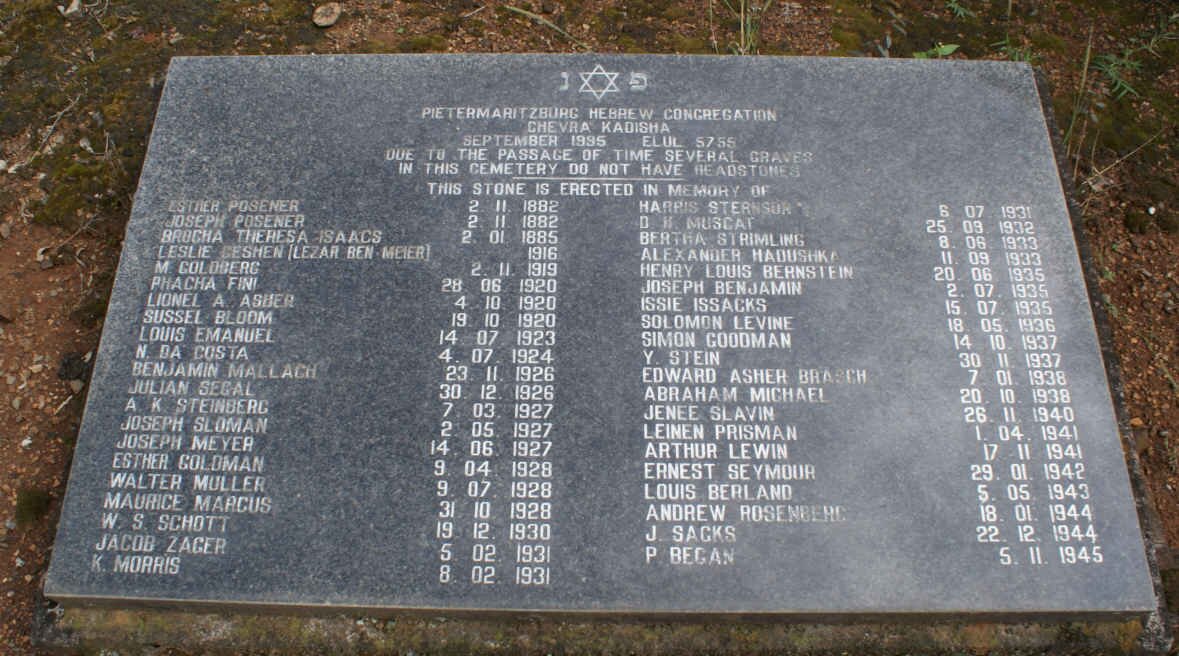 פ נ
PIETERMARITZBURG HEBREW CONGREGATION
CHEVRA KADISHA
SEPTEMBER 1995 ELUL 5755
DUE TO THE PASSAGE OF TIME SEVERAL GRAVES
IN THIS CEMETERY DO NOT HAVE HEADSTONES
THIS STONE IS ERECTED IN MEMORY OF
ESTHER POSENER 2. 11. 1882
JOSEPH POSENER 2. 11. 1882
BROCHA THERESA ISAACS 2. 01. 1885
LESLIE GESHEN [LEZAR BEN MEIER] 1916
M. GOLDBERG 2. 11. 1919
PHACHA FINI 28. 06. 1920
LIONEL A. ASHER 4. 10. 1920
SUSSEL BLOOM 19. 10. 1920
LOUIS EMANUEL 14. 07. 1923
N. DA COSTA 4. 07. 1924
BENJAMIN MALLACH 23. 11. 1926
JULIAN SEGAL 30. 12. 1926
A. K. STEINBERG 7. 03. 1927
JOSEPH SLOMAN 2. 05. 1927
JOSEPH MEYER 14. 06. 1927
ESTHER GOLDMAN 9. 04. 1928
WALTER MULLER 9. 07. 1928
MAURICE MARCUS 31. 10. 1928
W. S. SCHOTT 19. 12. 1930
JACOB ZAGER 5. 02. 1931
K. MORRIS 8. 02. 1931
HARRIS 6. 07. 1931
D. H. MUSCAT 25. 09. 1932
BERTHA STRIMLING 8. 06. 1933
ALEXANDER HADUSHKA 11. 09. 1933
HENRY LOUIS BERNSTEIN 20. 06. 1935
JOSEPH BENJAMIN 2. 07. 1935
ISSIE ISSACKS 15. 07. 1935
SOLOMON LEVINE 18. 05. 1936
SIMON GOODMAN 14. 10. 1937
Y. STEIN 30. 11. 1937
EDWARD ASHER BRASCH 7. 01. 1938
ABRAHAM MICHAEL 20. 10. 1938
JENEE SLAVIN 26. 11. 1940
LEINEN PRISMAN 1. 04. 1941
ARTHUR LEWIN 17. 11. 1941
ERNEST SEYMOUR 29. 01. 1942
LOUIS BERLAND 5. 05. 1943
ANDREW ROSENBERG 18. 01. 1944
J. SACKS 22. 12. 1944
P. BEGAN 5. 11. 1945